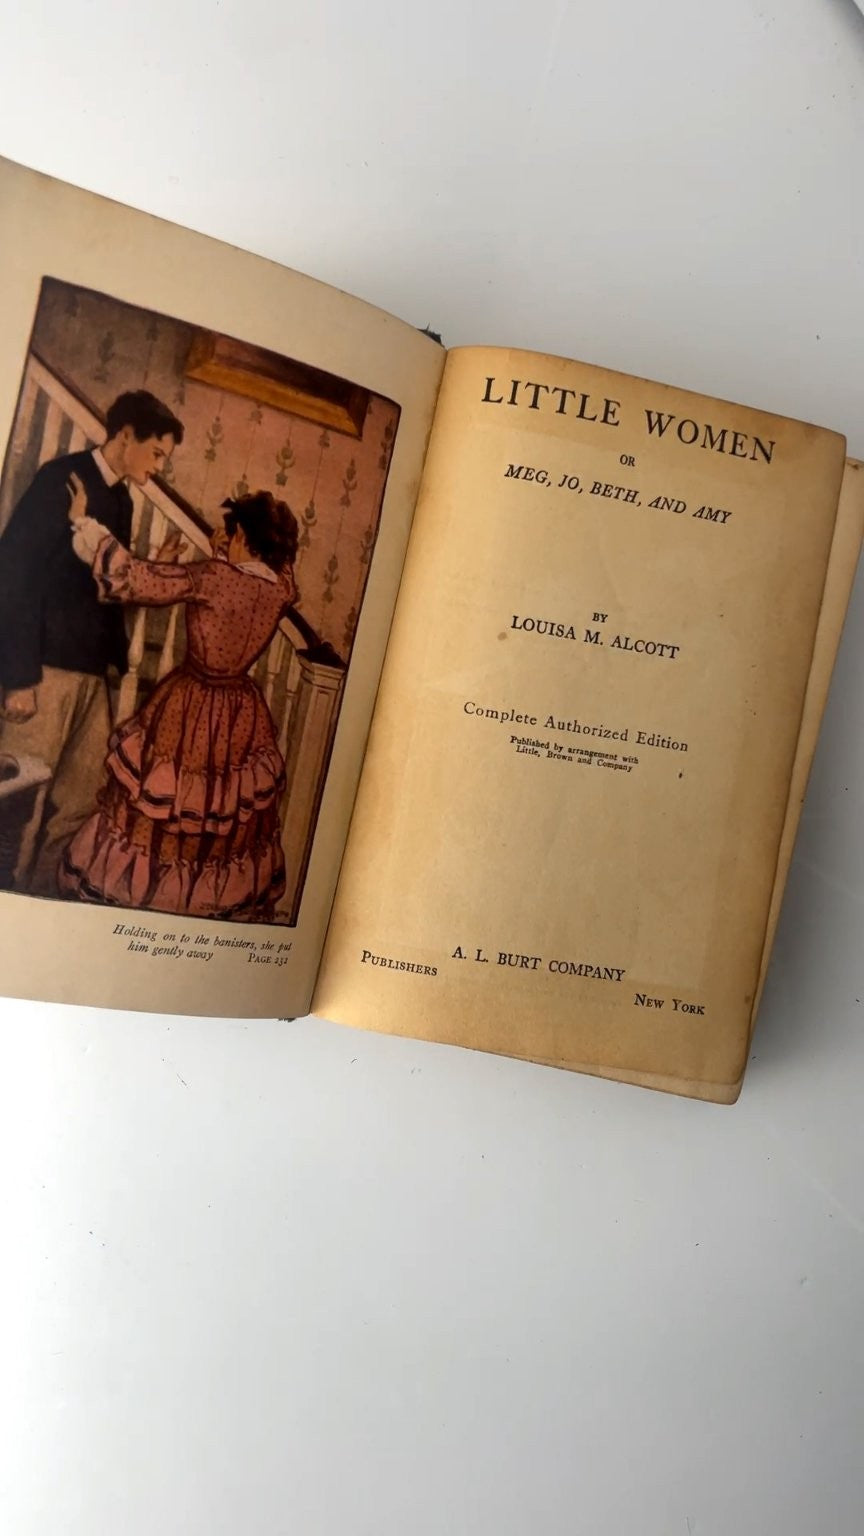 Holding on to the banisters, she put
him gently away PAGE 232
LITTLE WOMEN
OR
MEG, JO, BETH, AND AMY
BY
LOUISA M. ALCOTT
Complete Authorized Edition
Published by arrangement with
Little, Brown and Company
A. L. BURT COMPANY
PUBLISHERS
NEW YORK